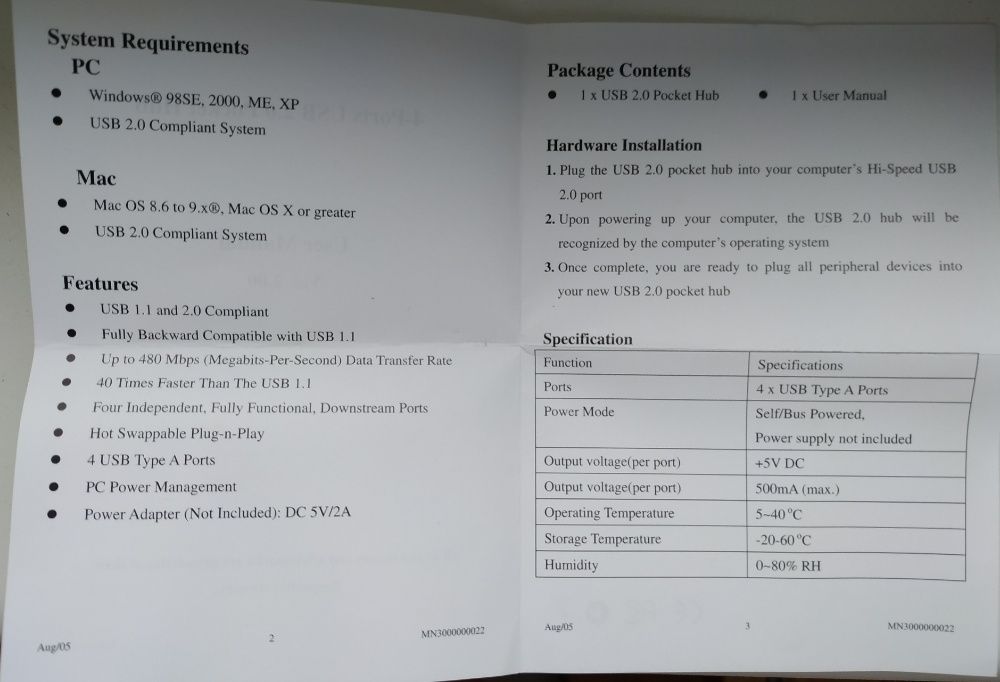 System Requirements
PC
● Windows® 98SE, 2000, ME, XP
● USB 2.0 Compliant System
Mac
● Mac OS 8.6 to 9.x®, Mac OS X or greater
● USB 2.0 Compliant System
Features
● USB 1.1 and 2.0 Compliant
● Fully Backward Compatible with USB 1.1
● Up to 480 Mbps (Megabits-Per-Second) Data Transfer Rate
● 40 Times Faster Than The USB 1.1
● Four Independent, Fully Functional, Downstream Ports
● Hot Swappable Plug-n-Play
● 4 USB Type A Ports
● PC Power Management
● Power Adapter (Not Included): DC 5V/2A
Aug/05 2 MN3000000022
Package Contents
● 1 x USB 2.0 Pocket Hub ● 1 x User Manual
Hardware Installation
1. Plug the USB 2.0 pocket hub into your computer's Hi-Speed USB
2.0 port
2. Upon powering up your computer, the USB 2.0 hub will be
recognized by the computer's operating system
3. Once complete, you are ready to plug all peripheral devices into
your new USB 2.0 pocket hub
Specification
Function Specifications
Ports 4 x USB Type A Ports
Power Mode Self/Bus Powered,
Power supply not included
Output voltage(per port) +5V DC
Output voltage(per port) 500mA (max.)
Operating Temperature 5~40°C
Storage Temperature -20-60°C
Humidity 0~80% RH
Aug/05 3 MN3000000022